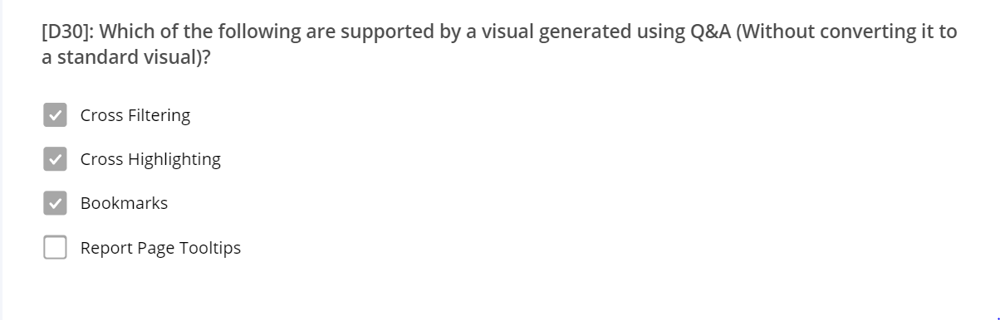 [D30]: Which of the following are supported by a visual generated using Q&A (Without converting it to
a standard visual)?
Cross Filtering
Cross Highlighting
Bookmarks
Report Page Tooltips